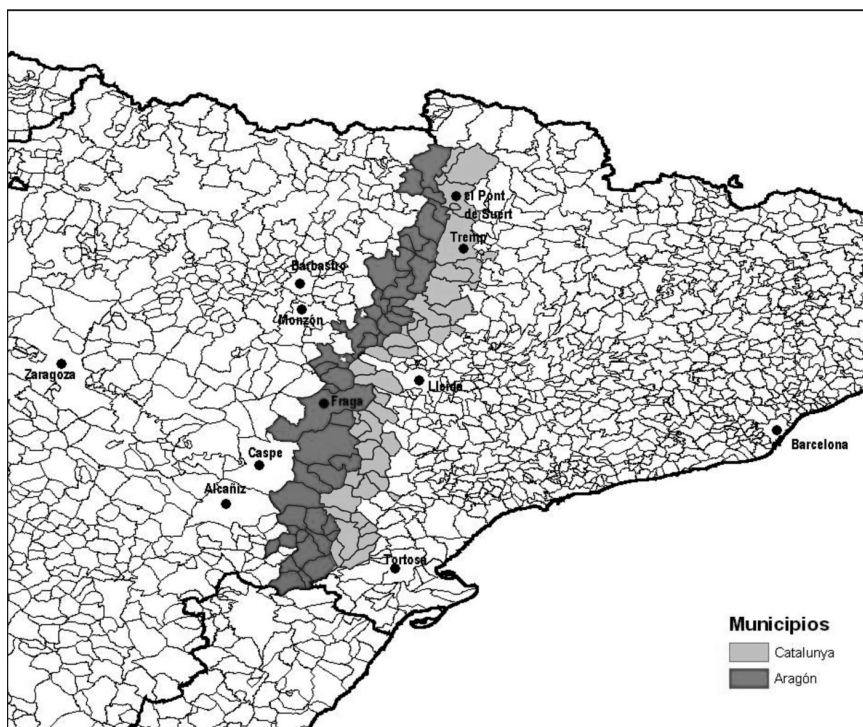 el Pont
de Suert
Tremp
Barbastro
Monzón
Zaragoza
Lleida
Fraga
Barcelona
Caspe
Alcañiz
Tortosa
Municipios
Catalunya
Aragón